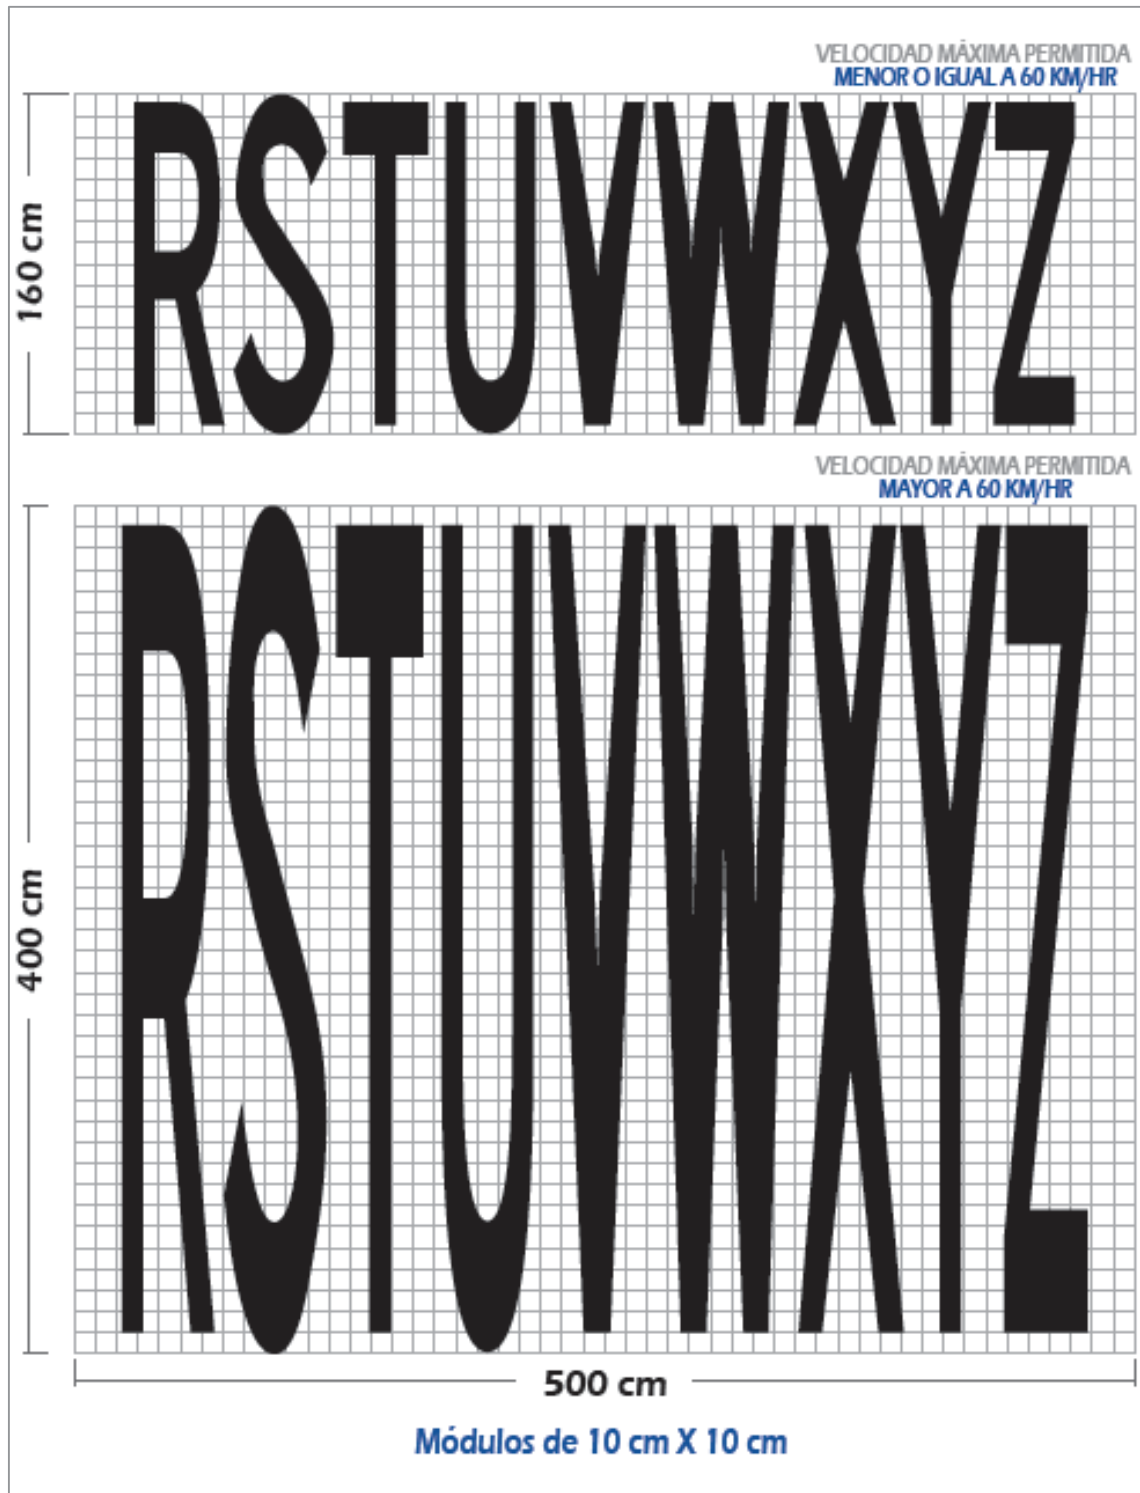 VELOCIDAD MÁXIMA PERMITIDA
MENOR O IGUAL A 60 KM/HR
160 cm
RSTUVWXYZ
VELOCIDAD MÁXIMA PERMITIDA
MAYOR A 60 KM/HR
400 cm
RSTUVWXYZ
500 cm
Módulos de 10 cm X 10 cm